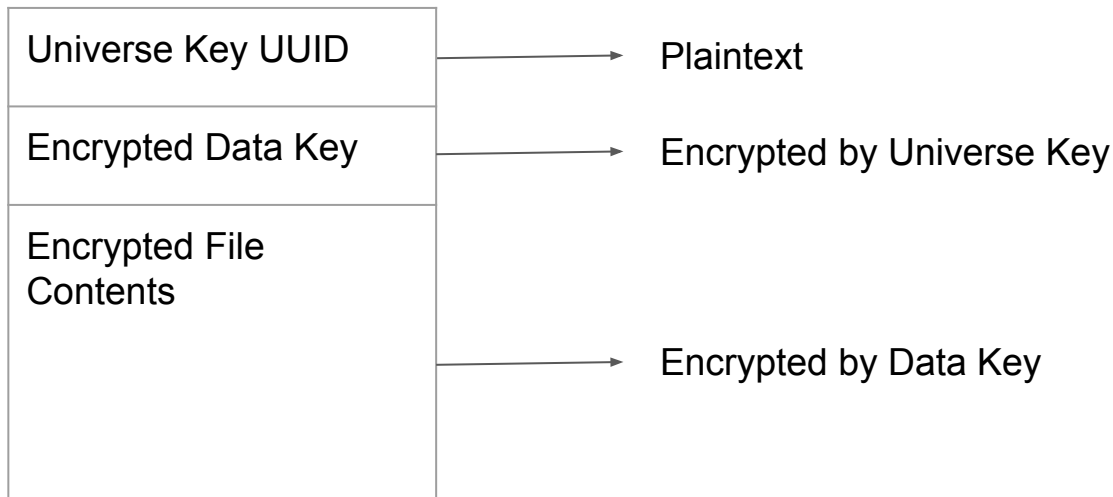 Universe Key UUID
Plaintext
Encrypted Data Key
Encrypted by Universe Key
Encrypted File
Contents
Encrypted by Data Key